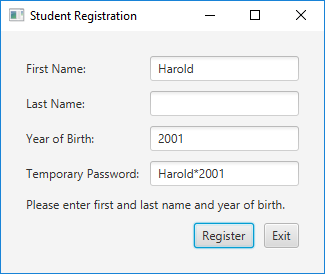 Student Registration
First Name: Harold
Last Name:
Year of Birth: 2001
Temporary Password: Harold*2001
Please enter first and last name and year of birth.
Register Exit